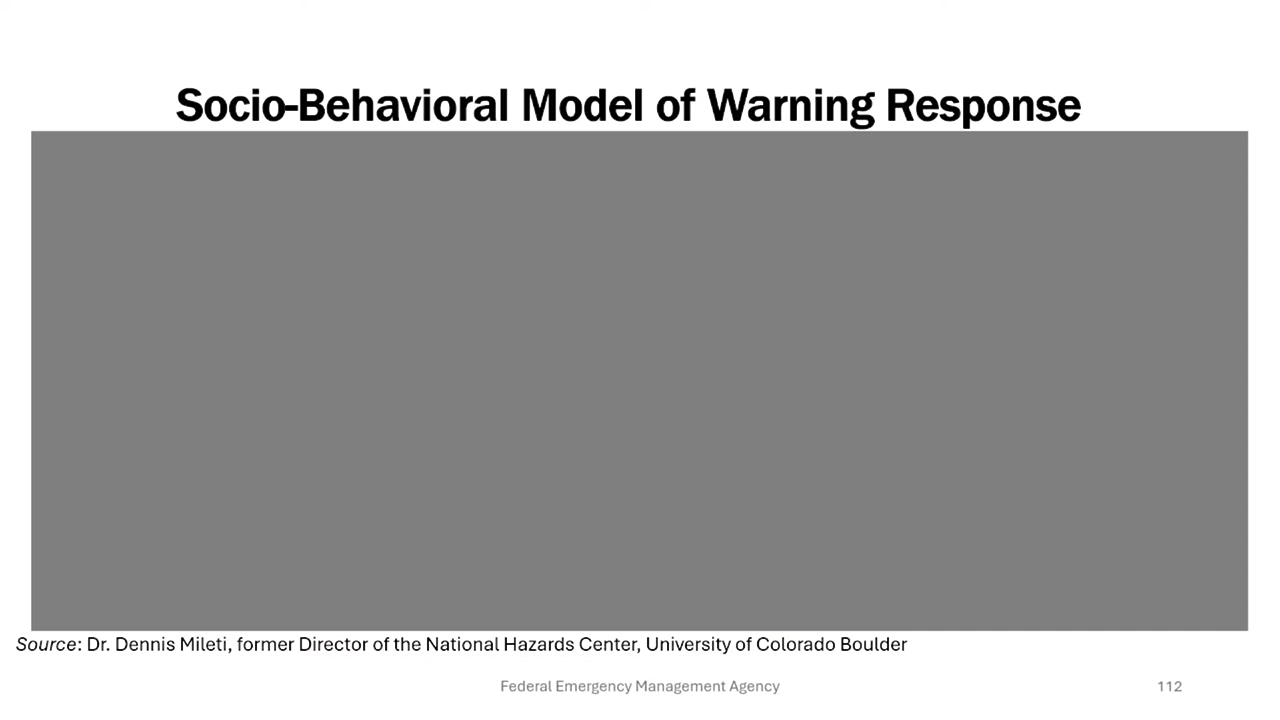 Socio-Behavioral Model of Warning Response
Source: Dr. Dennis Mileti, former Director of the National Hazards Center, University of Colorado Boulder
Federal Emergency Management Agency
112